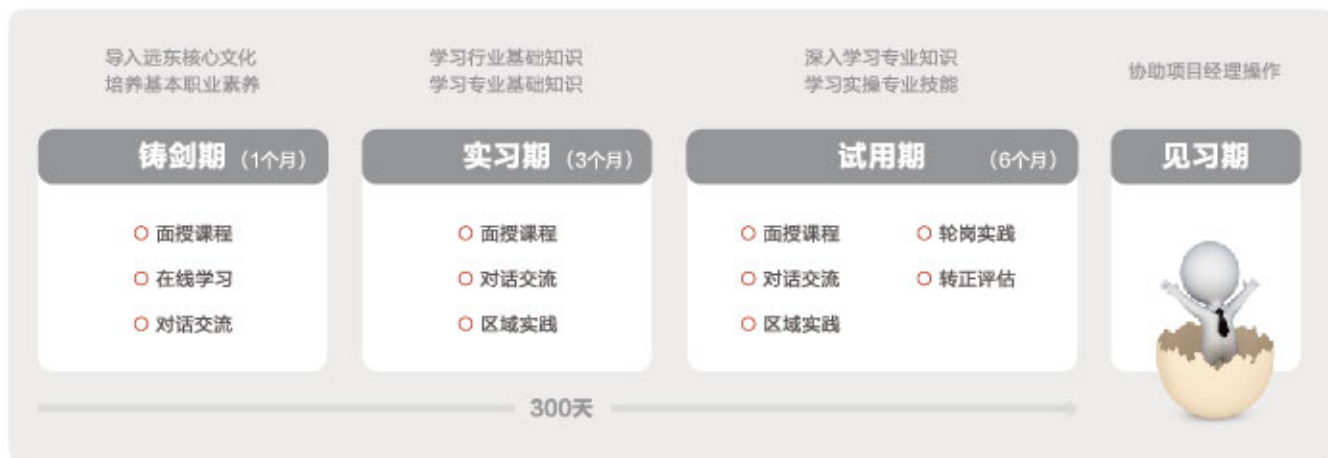 导入远东核心文化
培养基本职业素养
铸剑期（1个月）
面授课程
在线学习
对话交流
学习行业基础知识
学习专业基础知识
实习期（3个月）
面授课程
对话交流
区域实践
深入学习专业知识
学习实操专业技能
试用期（6个月）
面授课程
对话交流
区域实践
轮岗实践
转正评估
协助项目经理操作
见习期
300天